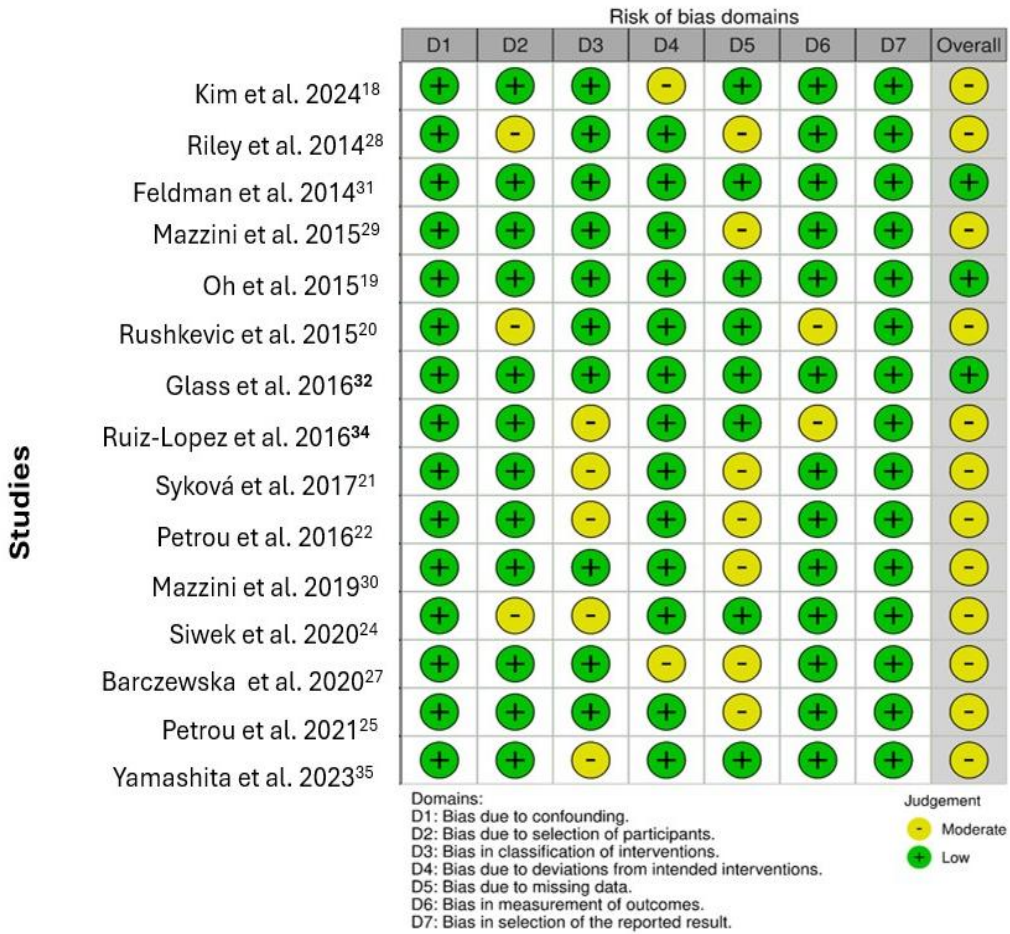 Risk of bias domains
D1 D2 D3 D4 D5 D6 D7 Overall
Kim et al. 2024¹⁸ + + + - + + + -
Riley et al. 2014²⁸ + - + + - + + -
Feldman et al. 2014³¹ + + + + + + + +
Mazzini et al. 2015²⁹ + + + + - + + -
Oh et al. 2015¹⁹ + + + + + + + +
Rushkevic et al. 2015²⁰ + - + + + - + -
Glass et al. 2016³² + + + + + + + +
Ruiz-Lopez et al. 2016³⁴ + + - + + - + -
Syková et al. 2017²¹ + + - + - + + -
Petrou et al. 2016²² + + - + - + + -
Mazzini et al. 2019³⁰ + + + + - + + -
Siwek et al. 2020²⁴ + - - + + + + -
Barczewska et al. 2020²⁷ + + + - - + + -
Petrou et al. 2021²⁵ + + + + - + + -
Yamashita et al. 2023³⁵ + + - + + + + -
Studies
Domains:
D1: Bias due to confounding.
D2: Bias due to selection of participants.
D3: Bias in classification of interventions.
D4: Bias due to deviations from intended interventions.
D5: Bias due to missing data.
D6: Bias in measurement of outcomes.
D7: Bias in selection of the reported result.
Judgement
- Moderate
+ Low